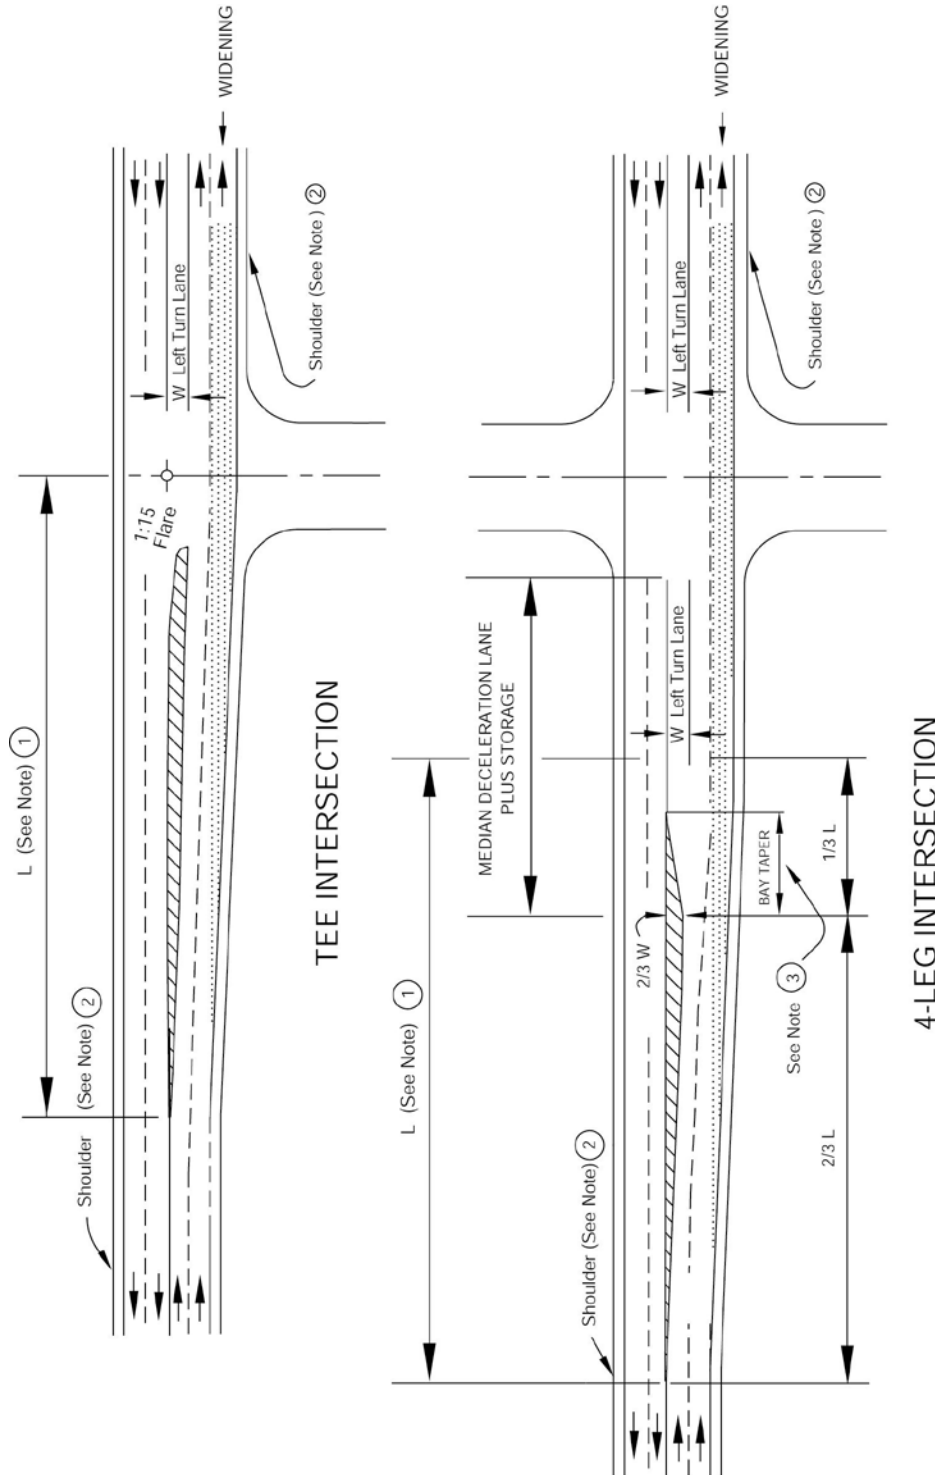 L (See Note) 1
Shoulder (See Note) 2
1:15
Flare
W Left Turn Lane
WIDENING
Shoulder (See Note ) 2
TEE INTERSECTION
L (See Note) 1
MEDIAN DECELERATION LANE
PLUS STORAGE
Shoulder (See Note) 2
2/3 W
W Left Turn Lane
W Left Turn Lane
WIDENING
BAY TAPER
See Note 3
Shoulder (See Note ) 2
2/3 L
1/3 L
4-LEG INTERSECTION